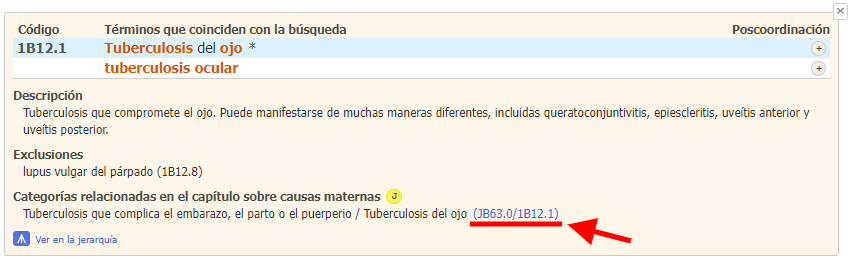 Código Términos que coinciden con la búsqueda Poscoordinación
1B12.1 Tuberculosis del ojo *
tuberculosis ocular
Descripción
Tuberculosis que compromete el ojo. Puede manifestarse de muchas maneras diferentes, incluidas queratoconjuntivitis, epiescleritis, uveítis anterior y
uveítis posterior.
Exclusiones
lupus vulgar del párpado (1B12.8)
Categorías relacionadas en el capítulo sobre causas maternas J
Tuberculosis que complica el embarazo, el parto o el puerperio / Tuberculosis del ojo (JB63.0/1B12.1)
Ver en la jerarquía